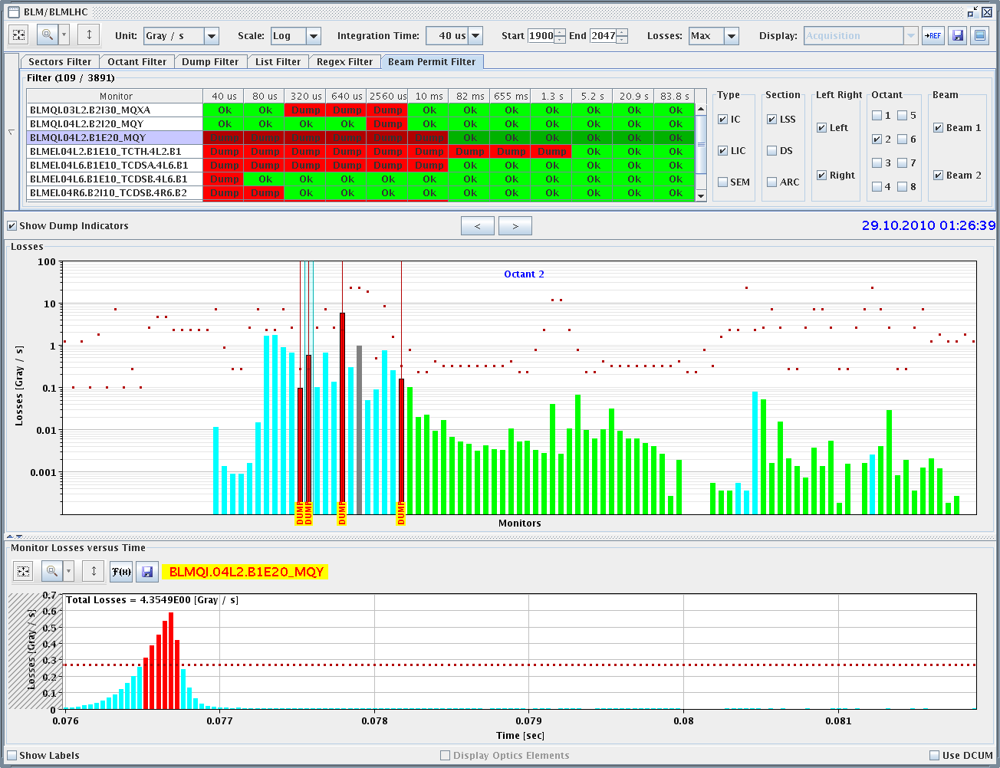 BLM/BLMLHC
Unit: Gray / s Scale: Log Integration Time: 40 us Start 1900 End 2047 Losses: Max Display: Acquisition →REF
Sectors Filter Octant Filter Dump Filter List Filter Regex Filter Beam Permit Filter
Filter (109 / 3891)
Monitor 40 us 80 us 320 us 640 us 2560 us 10 ms 82 ms 655 ms 1.3 s 5.2 s 20.9 s 83.8 s
BLMQI.03L2.B2I30_MQXA Ok Ok Dump Dump Dump Ok Ok Ok Ok Ok Ok Ok
BLMQI.04L2.B2I20_MQY Ok Ok Ok Ok Dump Ok Ok Ok Ok Ok Ok Ok
BLMQI.04L2.B1E20_MQY Dump Dump Dump Dump Dump Dump Ok Ok Ok Ok Ok Ok
BLMEI.04L2.B1E10_TCTH.4L2.B1 Dump Dump Dump Dump Dump Dump Dump Dump Dump Ok Ok Ok
BLMEI.04L6.B1E10_TCDSA.4L6.B1 Dump Dump Dump Dump Dump Dump Ok Ok Ok Ok Ok Ok
BLMEI.04L6.B1E10_TCDSB.4L6.B1 Dump Ok Ok Ok Ok Ok Ok Ok Ok Ok Ok Ok
BLMEI.04R6.B2I10_TCDSB.4R6.B2 Dump Dump Ok Ok Ok Ok Ok Ok Ok Ok Ok Ok
Type Section Left Right Octant Beam
IC LSS Left 1 5 Beam 1
LIC DS 2 6
SEM ARC Right 3 7 Beam 2
4 8
Show Dump Indicators < > 29.10.2010 01:26:39
Losses
Octant 2
100
10
1
0.1
0.01
0.001
Losses [Gray / s]
DUMP DUMP DUMP DUMP
Monitors
Monitor Losses versus Time
F(x) BLMQI.04L2.B1E20_MQY
Total Losses = 4.3549E00 [Gray / s]
0.7
0.6
0.5
0.4
0.3
0.2
0.1
0
Losses [Gray / s]
0.076 0.077 0.078 0.079 0.08 0.081
Time [sec]
Show Labels Display Optics Elements Use DCUM